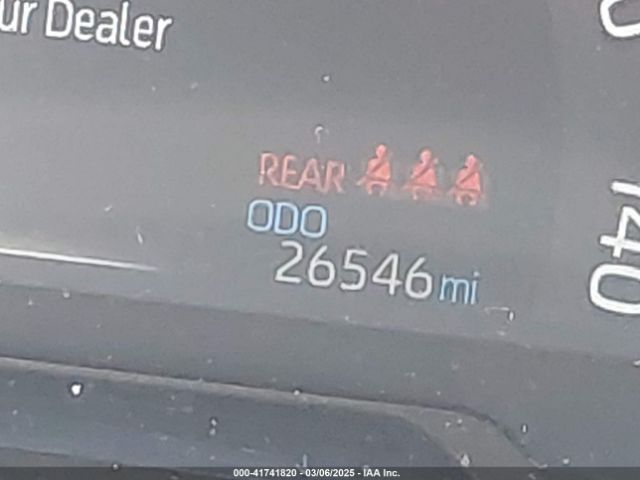 ur Dealer
REAR
ODO
26546 mi
140
000-41741820 - 03/06/2025 - IAA Inc.